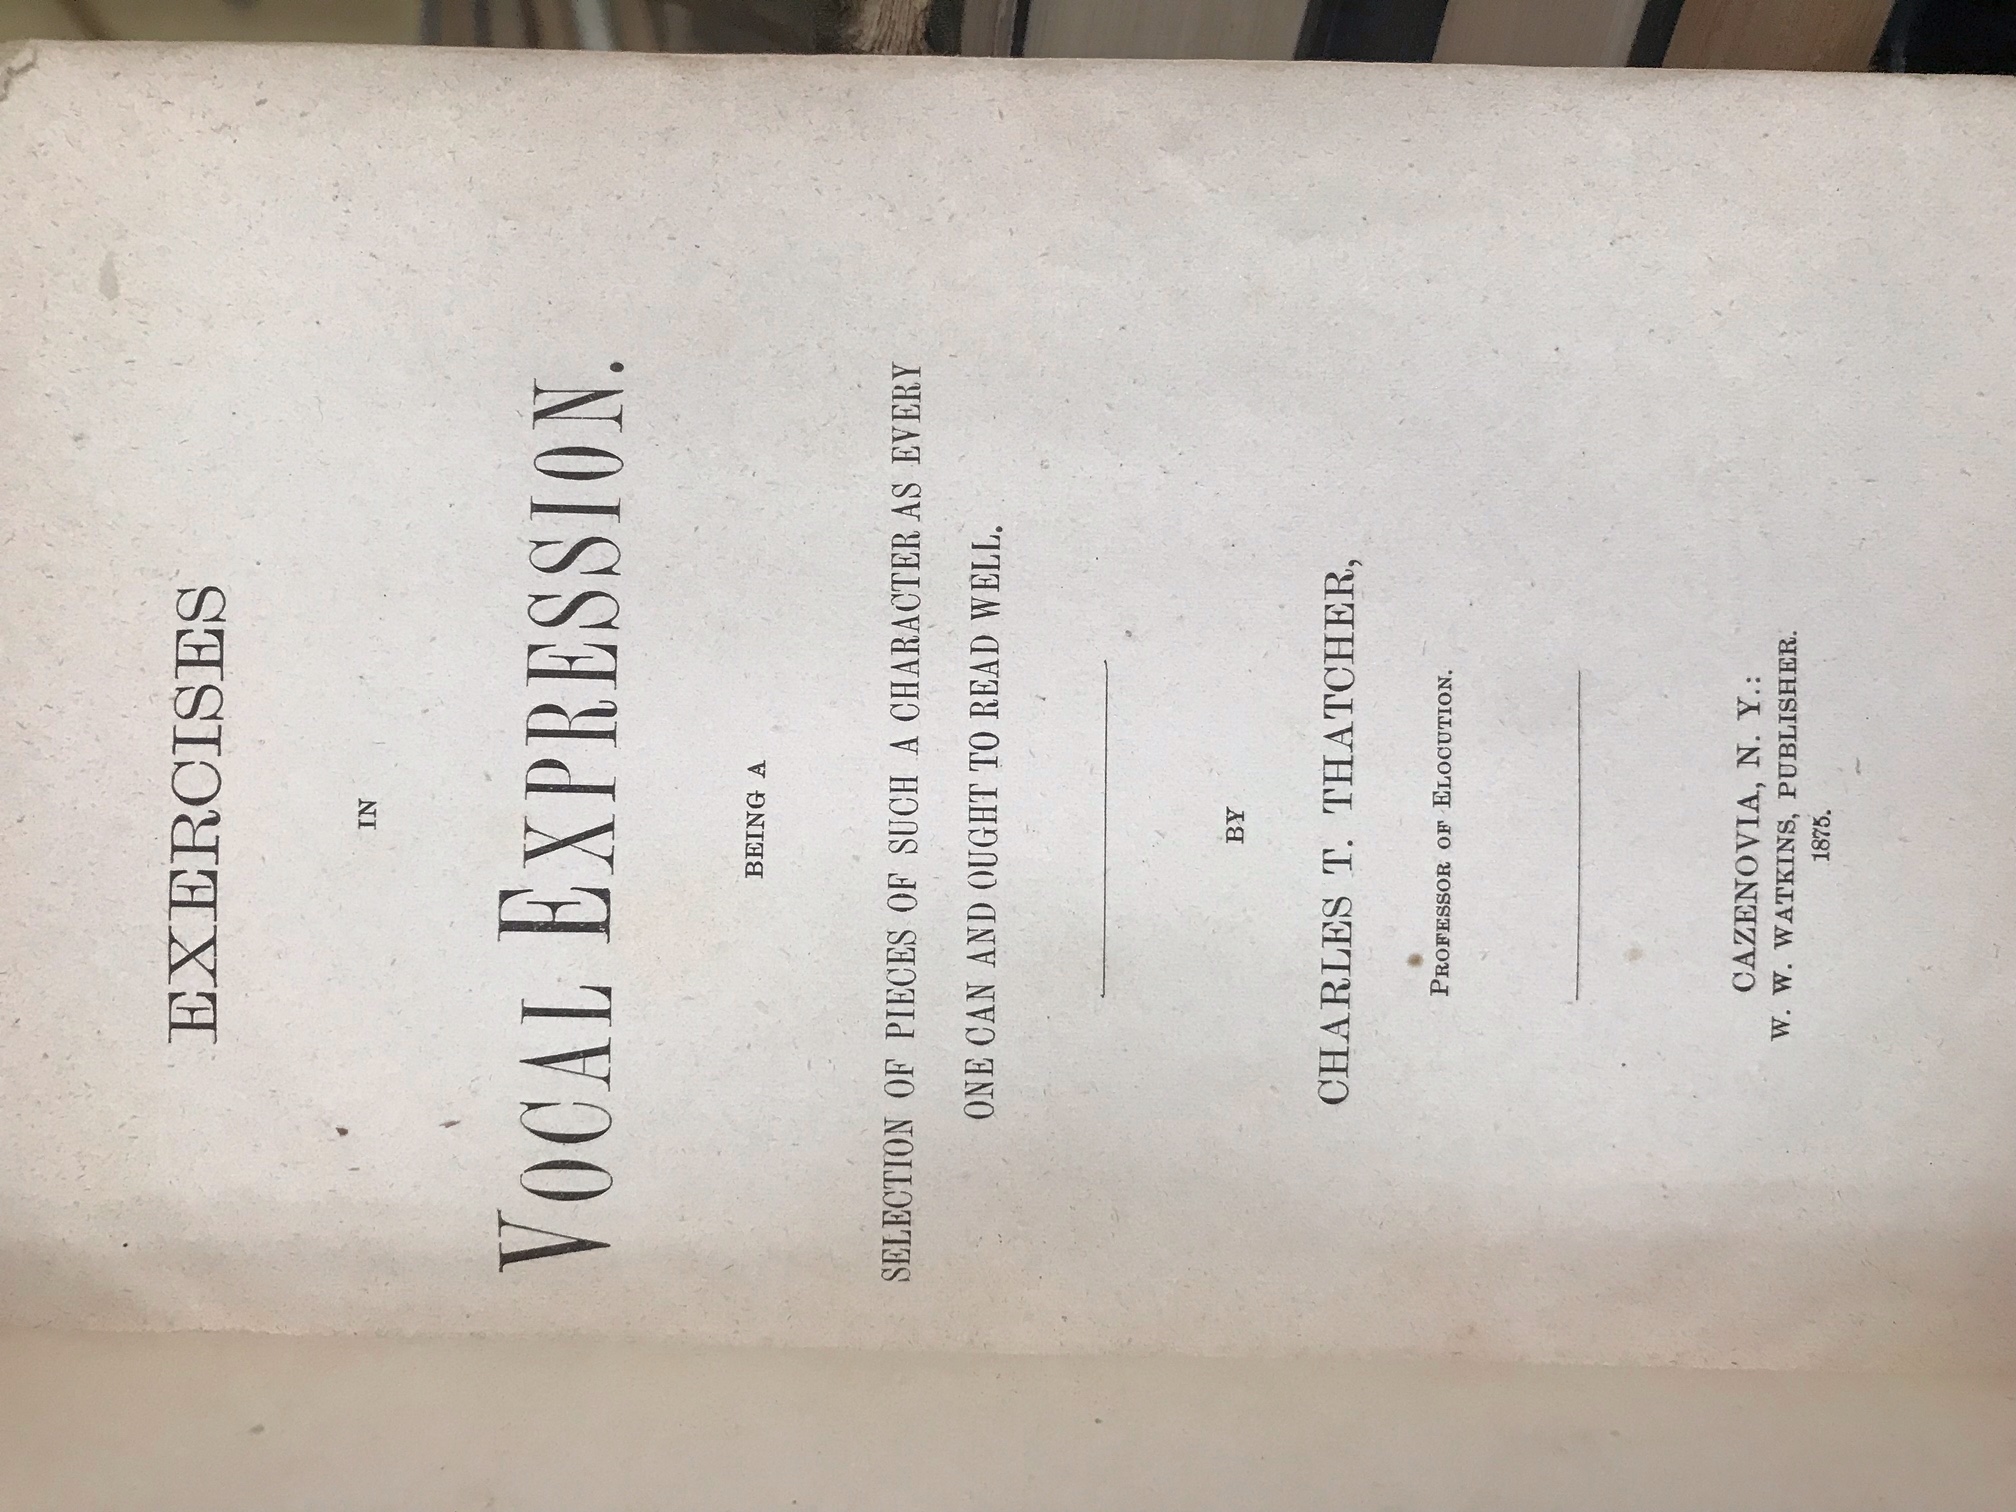 EXERCISES
IN
VOCAL EXPRESSION.
BEING A
SELECTION OF PIECES OF SUCH A CHARACTER AS EVERY
ONE CAN AND OUGHT TO READ WELL.
BY
CHARLES T. THATCHER,
PROFESSOR OF ELOCUTION.
CAZENOVIA, N. Y.:
W. W. WATKINS, PUBLISHER.
1875.